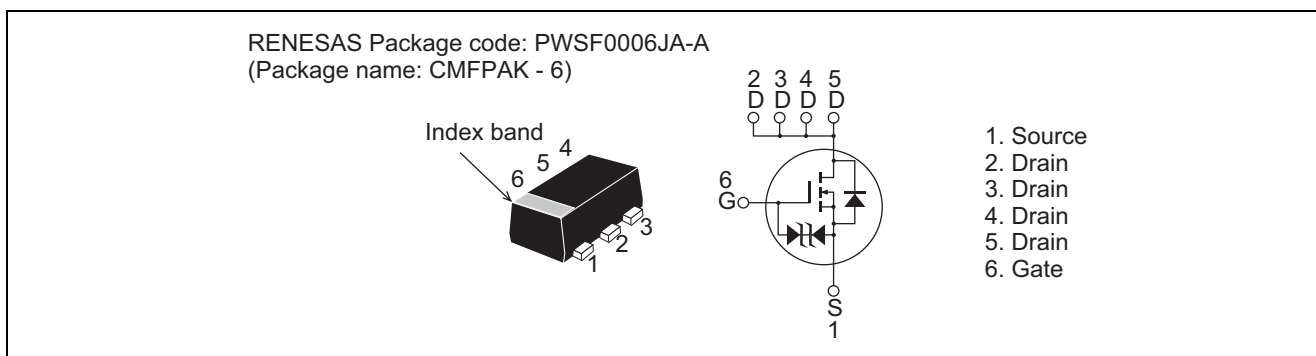 RENESAS Package code: PWSF0006JA-A
(Package name: CMFPAK - 6)
Index band
6 5 4
1 2 3
2 3 4 5
D D D D
6
G
S
1
1. Source
2. Drain
3. Drain
4. Drain
5. Drain
6. Gate